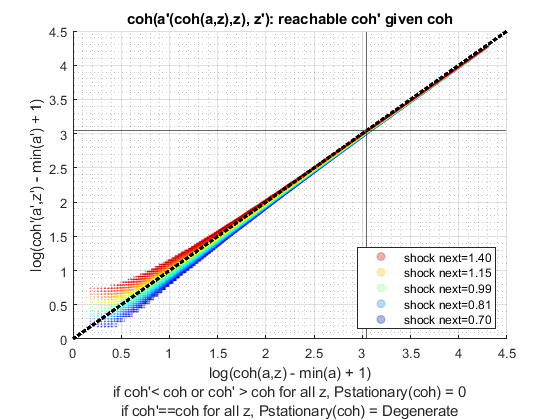 coh(a'(coh(a,z),z), z'): reachable coh' given coh
log(coh'(a',z') - min(a') + 1)
4.5
4
3.5
3
2.5
2
1.5
1
0.5
0
shock next=1.40
shock next=1.15
shock next=0.99
shock next=0.81
shock next=0.70
0 0.5 1 1.5 2 2.5 3 3.5 4 4.5
log(coh(a,z) - min(a) + 1)
if coh'< coh or coh' > coh for all z, Pstationary(coh) = 0
if coh'==coh for all z, Pstationary(coh) = Degenerate